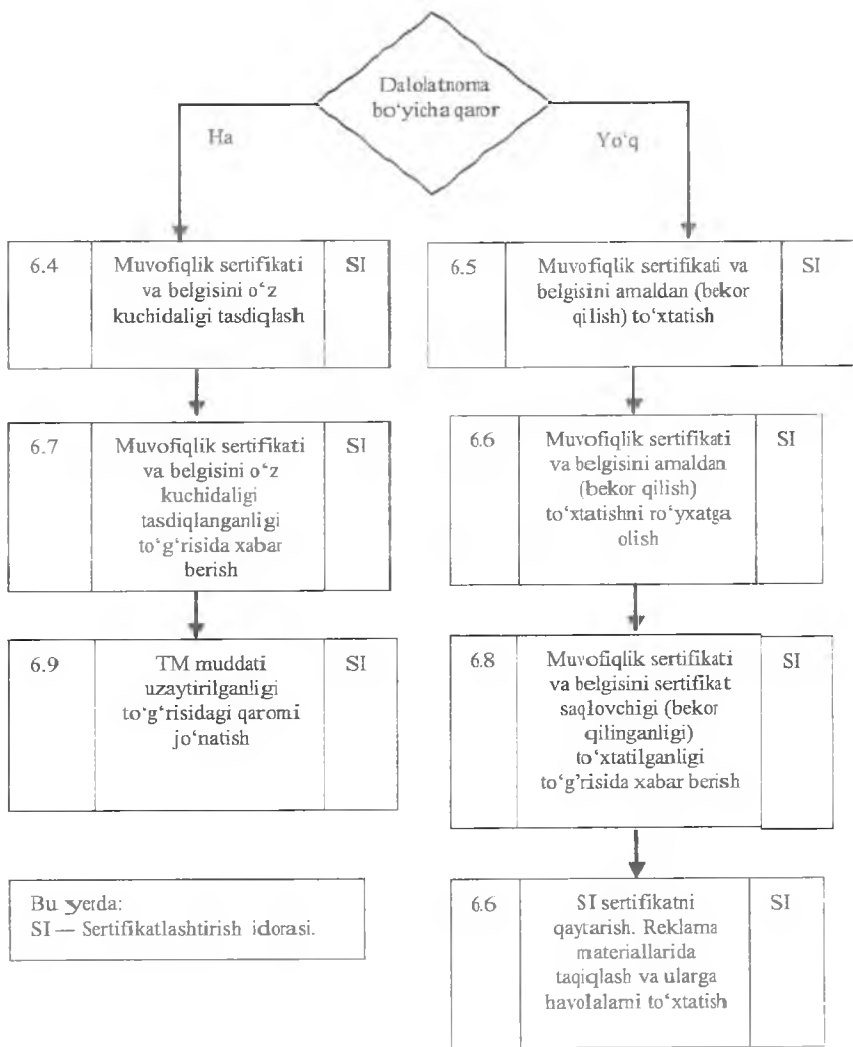 Dalolatnoma
bo‘yicha qaror
Ha
Yo‘q
6.4
Muvofiqlik sertifikati
va belgisini o‘z
kuchidaligi tasdiqlash
SI
6.5
Muvofiqlik sertifikati va
belgisini amaldan (bekor
qilish) to‘xtatish
SI
6.7
Muvofiqlik sertifikati
va belgisini o‘z
kuchidaligi
tasdiqlanganligi
to‘g‘risida xabar
berish
SI
6.6
Muvofiqlik sertifikati
va belgisini amaldan
(bekor qilish)
to‘xtatishni ro‘yxatga
olish
SI
6.9
TM muddati
uzaytirilganligi
to‘g‘risidagi qaromi
jo‘natish
SI
6.8
Muvofiqlik sertifikati
va belgisini sertifikat
saqlovchigi (bekor
qilinganligi)
to‘xtatilganligi
to‘g’risida xabar berish
SI
Bu yerda:
SI — Sertifikatlashtirish idorasi.
6.6
SI sertifikatni
qaytarish. Reklama
materiallarida
taqiqlash va ularga
havolalami to‘xtatish
SI